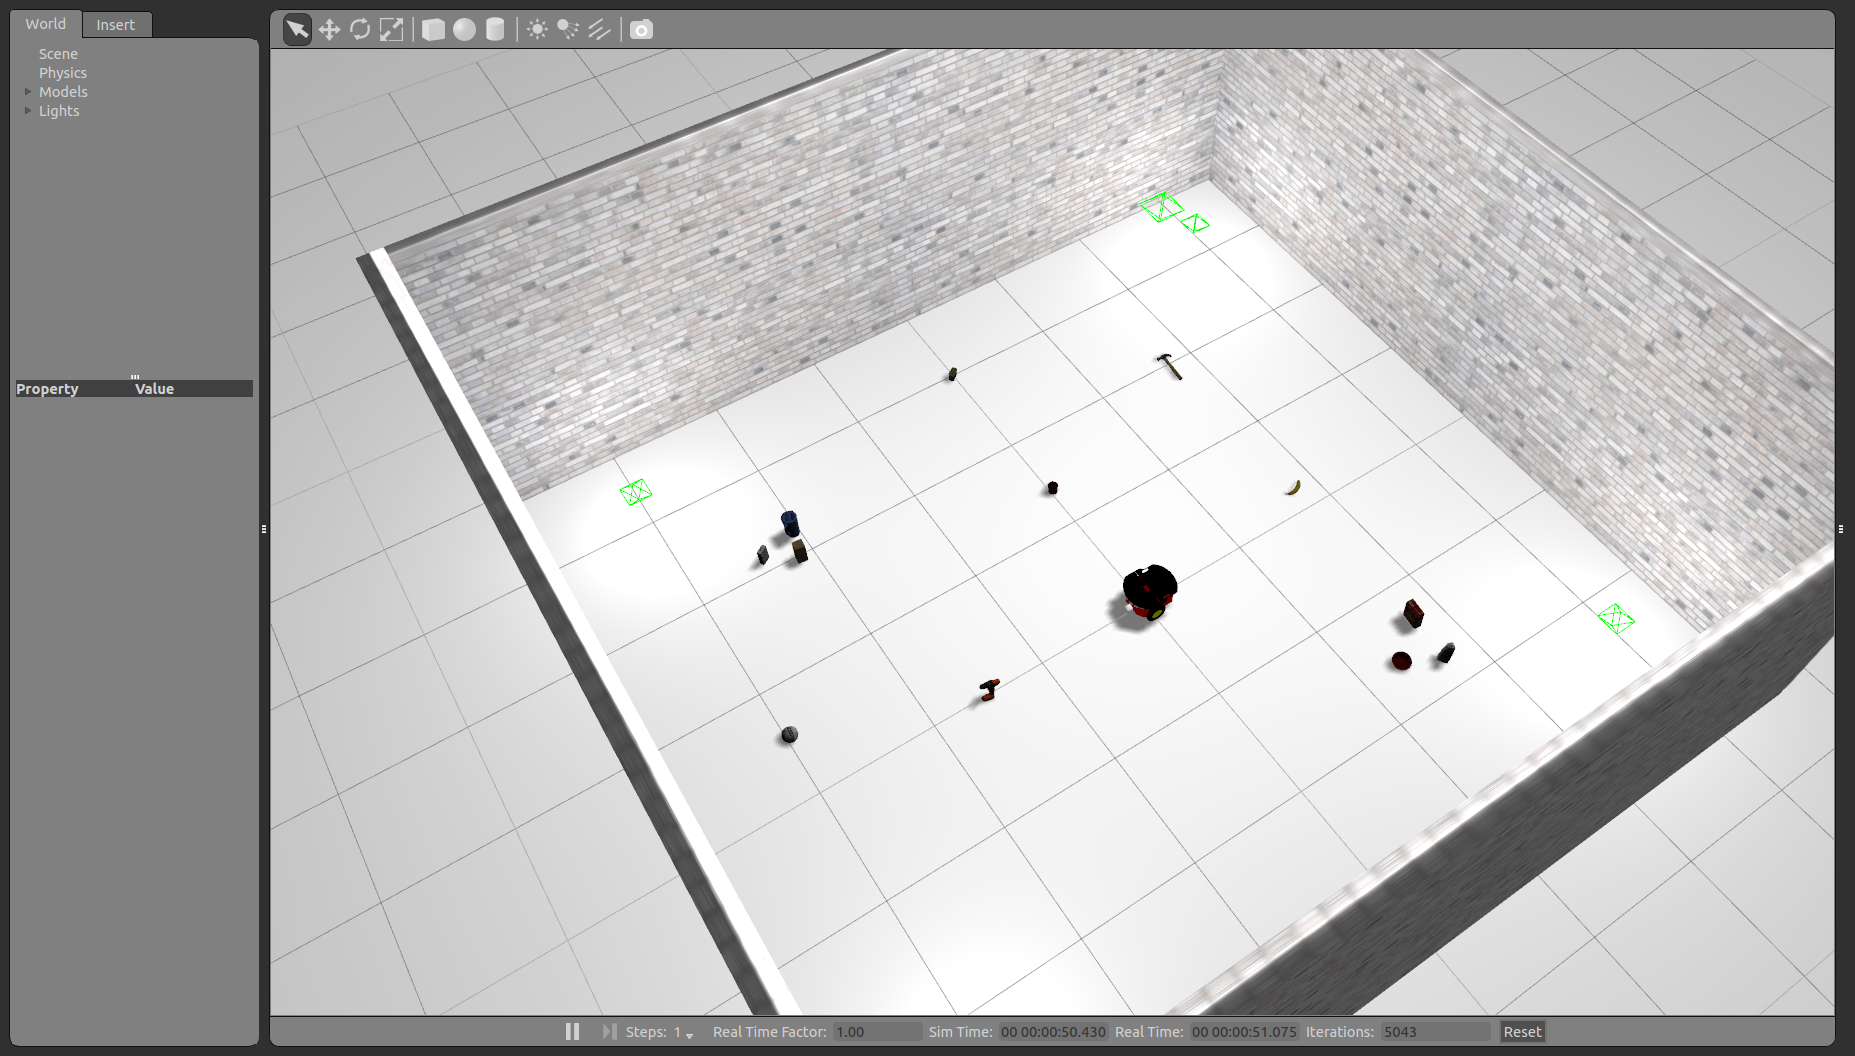 World Insert
Scene
Physics
Models
Lights
Property Value
Steps: 1 Real Time Factor: 1.00 Sim Time: 00 00:00:50.430 Real Time: 00 00:00:51.075 Iterations: 5043 Reset